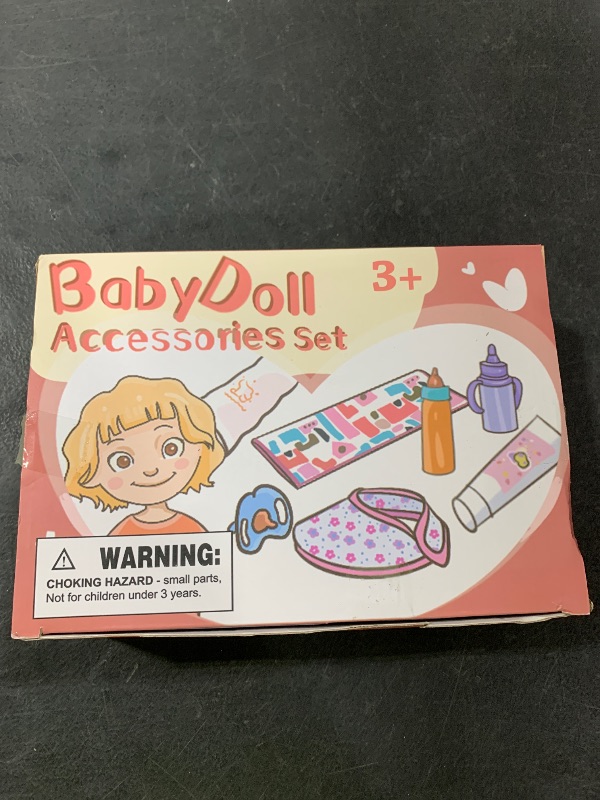 BabyDoll
Accessories Set
3+
WARNING:
CHOKING HAZARD - small parts,
Not for children under 3 years.